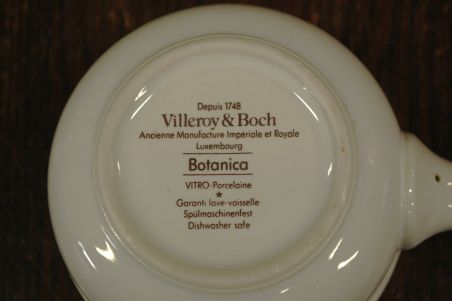 Depuis 1748
Villeroy & Boch
Ancienne Manufacture Impériale et Royale
Luxembourg
Botanica
VITRO-Porcelaine
*
Garanti lave-vaisselle
Spülmaschinenfest
Dishwasher safe